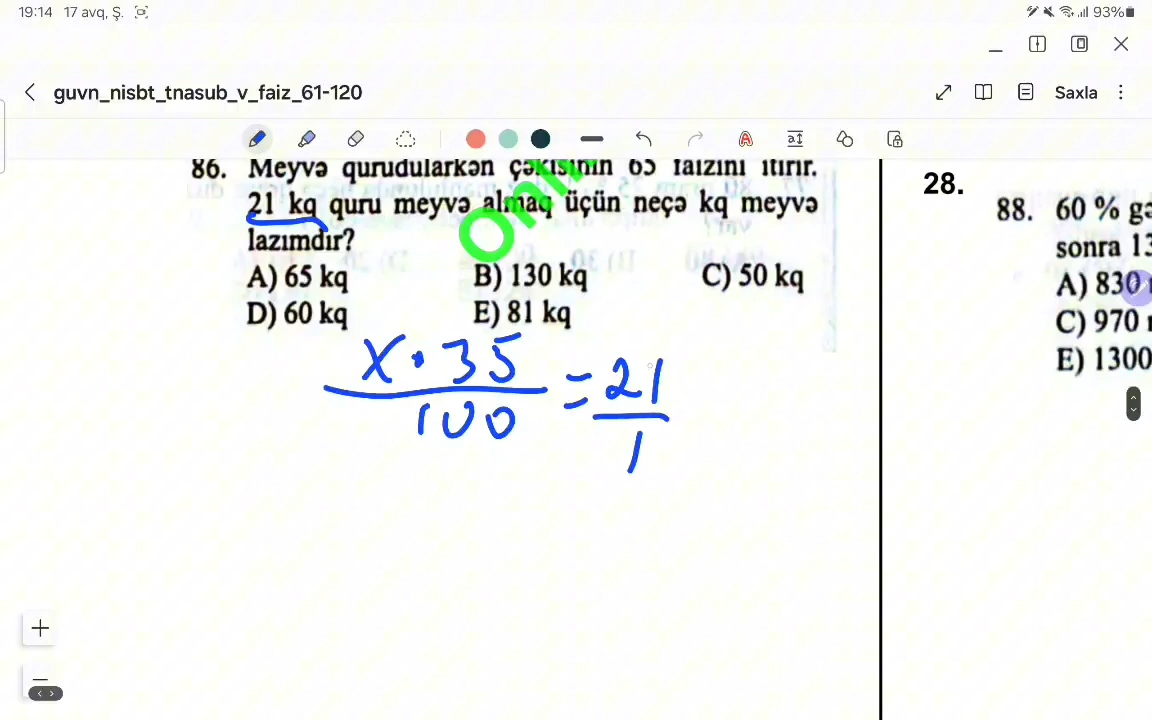 19:14 17 avq, Ş. 93%
guvn_nisbt_tnasub_v_faiz_61-120
Saxla
86. Meyvə qurudularkən çəkisinin 65 faizini itirir.
21 kq quru meyvə almaq üçün neçə kq meyvə
lazımdır?
A) 65 kq B) 130 kq C) 50 kq
D) 60 kq E) 81 kq
x · 35 / 100 = 21 / 1
28.
88. 60 % gə
sonra 13
A) 830
C) 970
E) 1300